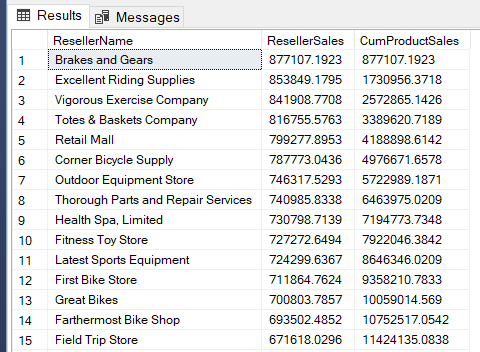 Results Messages
ResellerName ResellerSales CumProductSales
1 Brakes and Gears 877107.1923 877107.1923
2 Excellent Riding Supplies 853849.1795 1730956.3718
3 Vigorous Exercise Company 841908.7708 2572865.1426
4 Totes & Baskets Company 816755.5763 3389620.7189
5 Retail Mall 799277.8953 4188898.6142
6 Corner Bicycle Supply 787773.0436 4976671.6578
7 Outdoor Equipment Store 746317.5293 5722989.1871
8 Thorough Parts and Repair Services 740985.8338 6463975.0209
9 Health Spa, Limited 730798.7139 7194773.7348
10 Fitness Toy Store 727272.6494 7922046.3842
11 Latest Sports Equipment 724299.6367 8646346.0209
12 First Bike Store 711864.7624 9358210.7833
13 Great Bikes 700803.7857 10059014.569
14 Farthermost Bike Shop 693502.4852 10752517.0542
15 Field Trip Store 671618.0296 11424135.0838